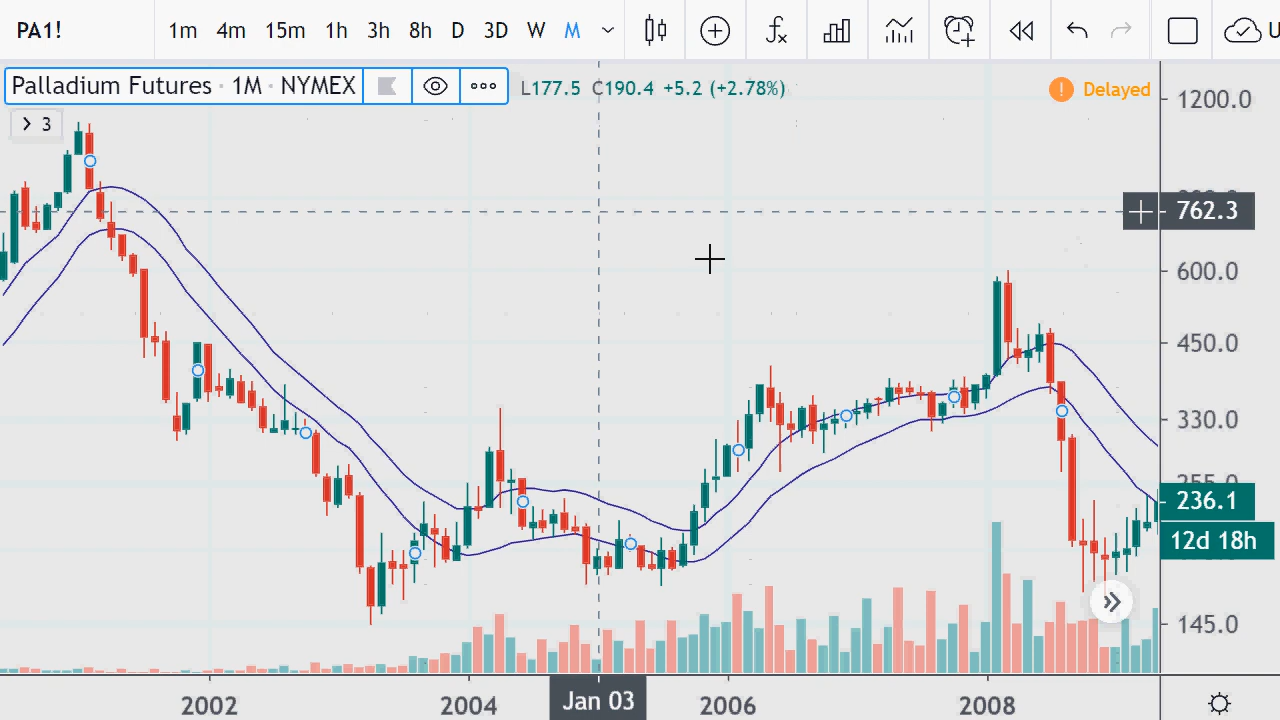 PA1! 1m 4m 15m 1h 3h 8h D 3D W M U
Palladium Futures · 1M · NYMEX L177.5 C190.4 +5.2 (+2.78%) ! Delayed
3
1200.0
762.3
600.0
450.0
330.0
236.1
12d 18h
145.0
2002 2004 Jan 03 2006 2008